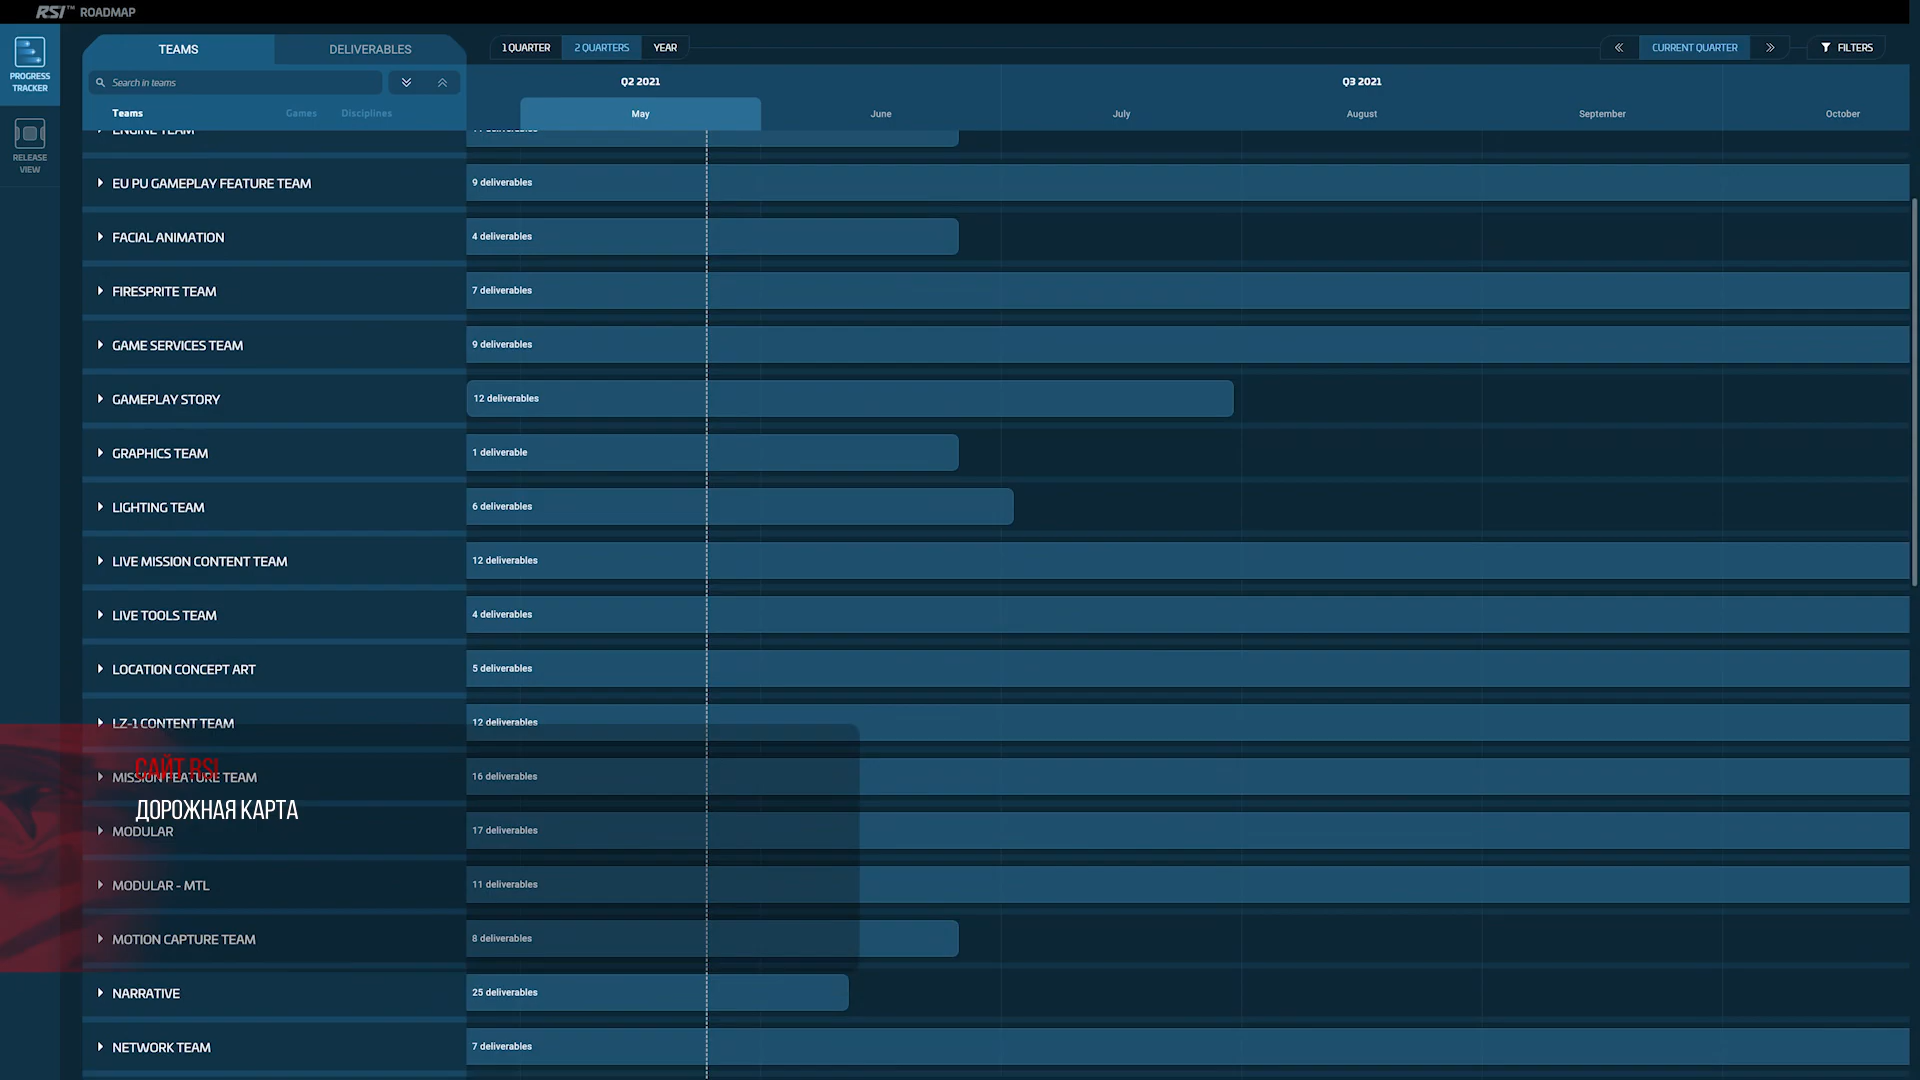 RSI™ ROADMAP
PROGRESS TRACKER
RELEASE VIEW
TEAMS DELIVERABLES
1 QUARTER 2 QUARTERS YEAR
CURRENT QUARTER
FILTERS
Search in teams
Teams Games Disciplines
Q2 2021 Q3 2021
May June July August September October
ENGINE TEAM
EU PU GAMEPLAY FEATURE TEAM 9 deliverables
FACIAL ANIMATION 4 deliverables
FIRESPRITE TEAM 7 deliverables
GAME SERVICES TEAM 9 deliverables
GAMEPLAY STORY 12 deliverables
GRAPHICS TEAM 1 deliverable
LIGHTING TEAM 6 deliverables
LIVE MISSION CONTENT TEAM 12 deliverables
LIVE TOOLS TEAM 4 deliverables
LOCATION CONCEPT ART 5 deliverables
LZ-1 CONTENT TEAM 12 deliverables
САЙТ RSI
MISSION FEATURE TEAM 16 deliverables
ДОРОЖНАЯ КАРТА
MODULAR 17 deliverables
MODULAR - MTL 11 deliverables
MOTION CAPTURE TEAM 8 deliverables
NARRATIVE 25 deliverables
NETWORK TEAM 7 deliverables